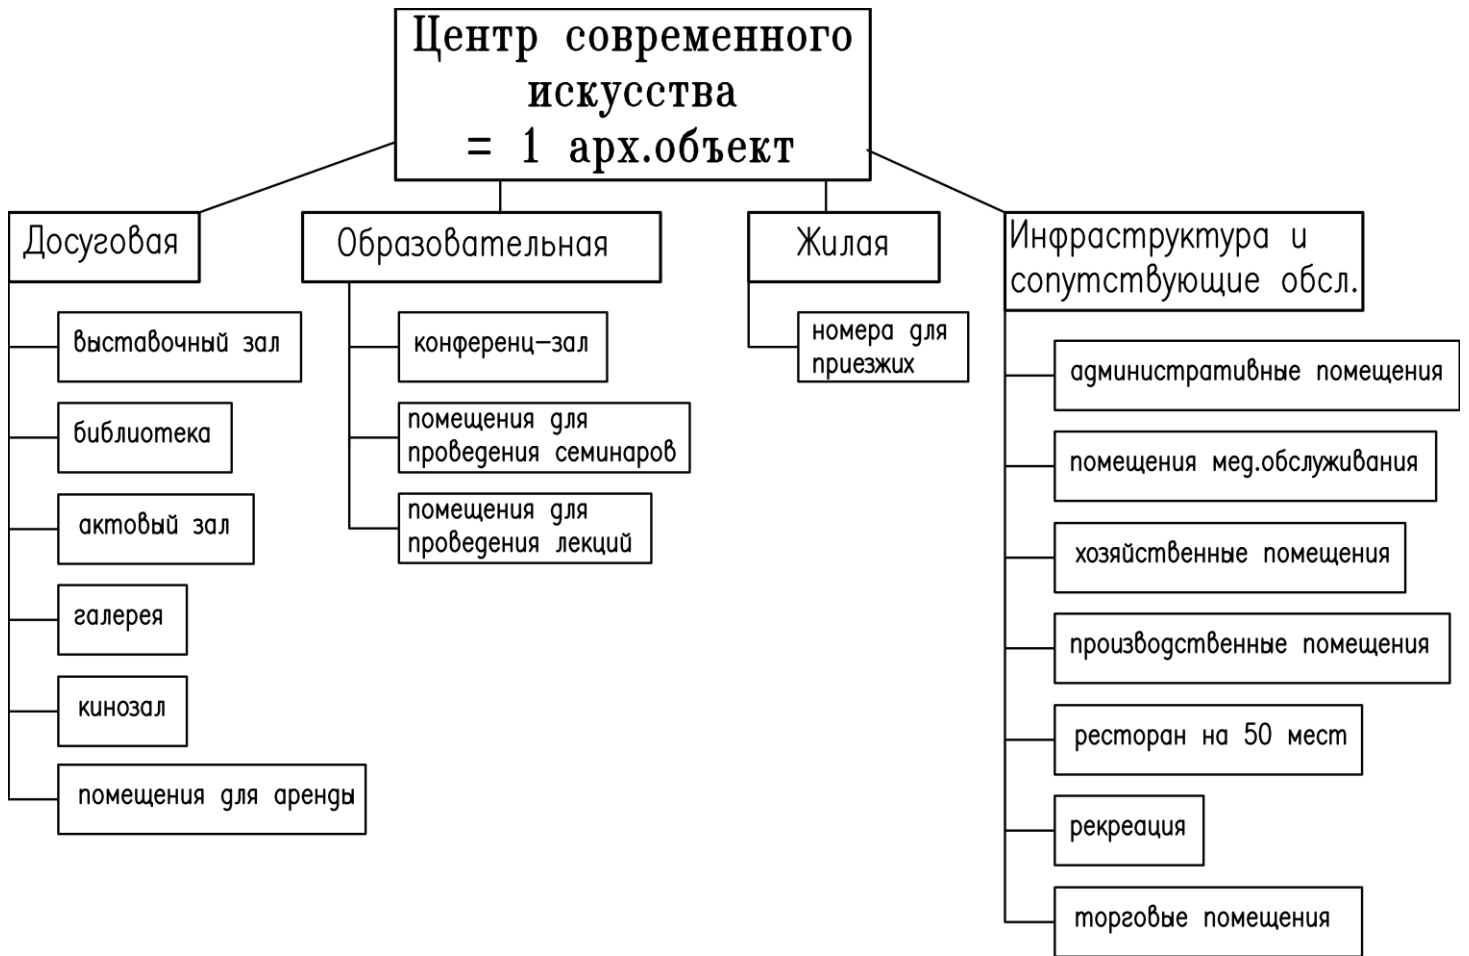 Центр современного
искусства
= 1 арх.объект
Досуговая
выставочный зал
библиотека
актовый зал
галерея
кинозал
помещения для аренды
Образовательная
конференц-зал
помещения для
проведения семинаров
помещения для
проведения лекций
Жилая
номера для
приезжих
Инфраструктура и
сопутствующие обсл.
административные помещения
помещения мед.обслуживания
хозяйственные помещения
производственные помещения
ресторан на 50 мест
рекреация
торговые помещения